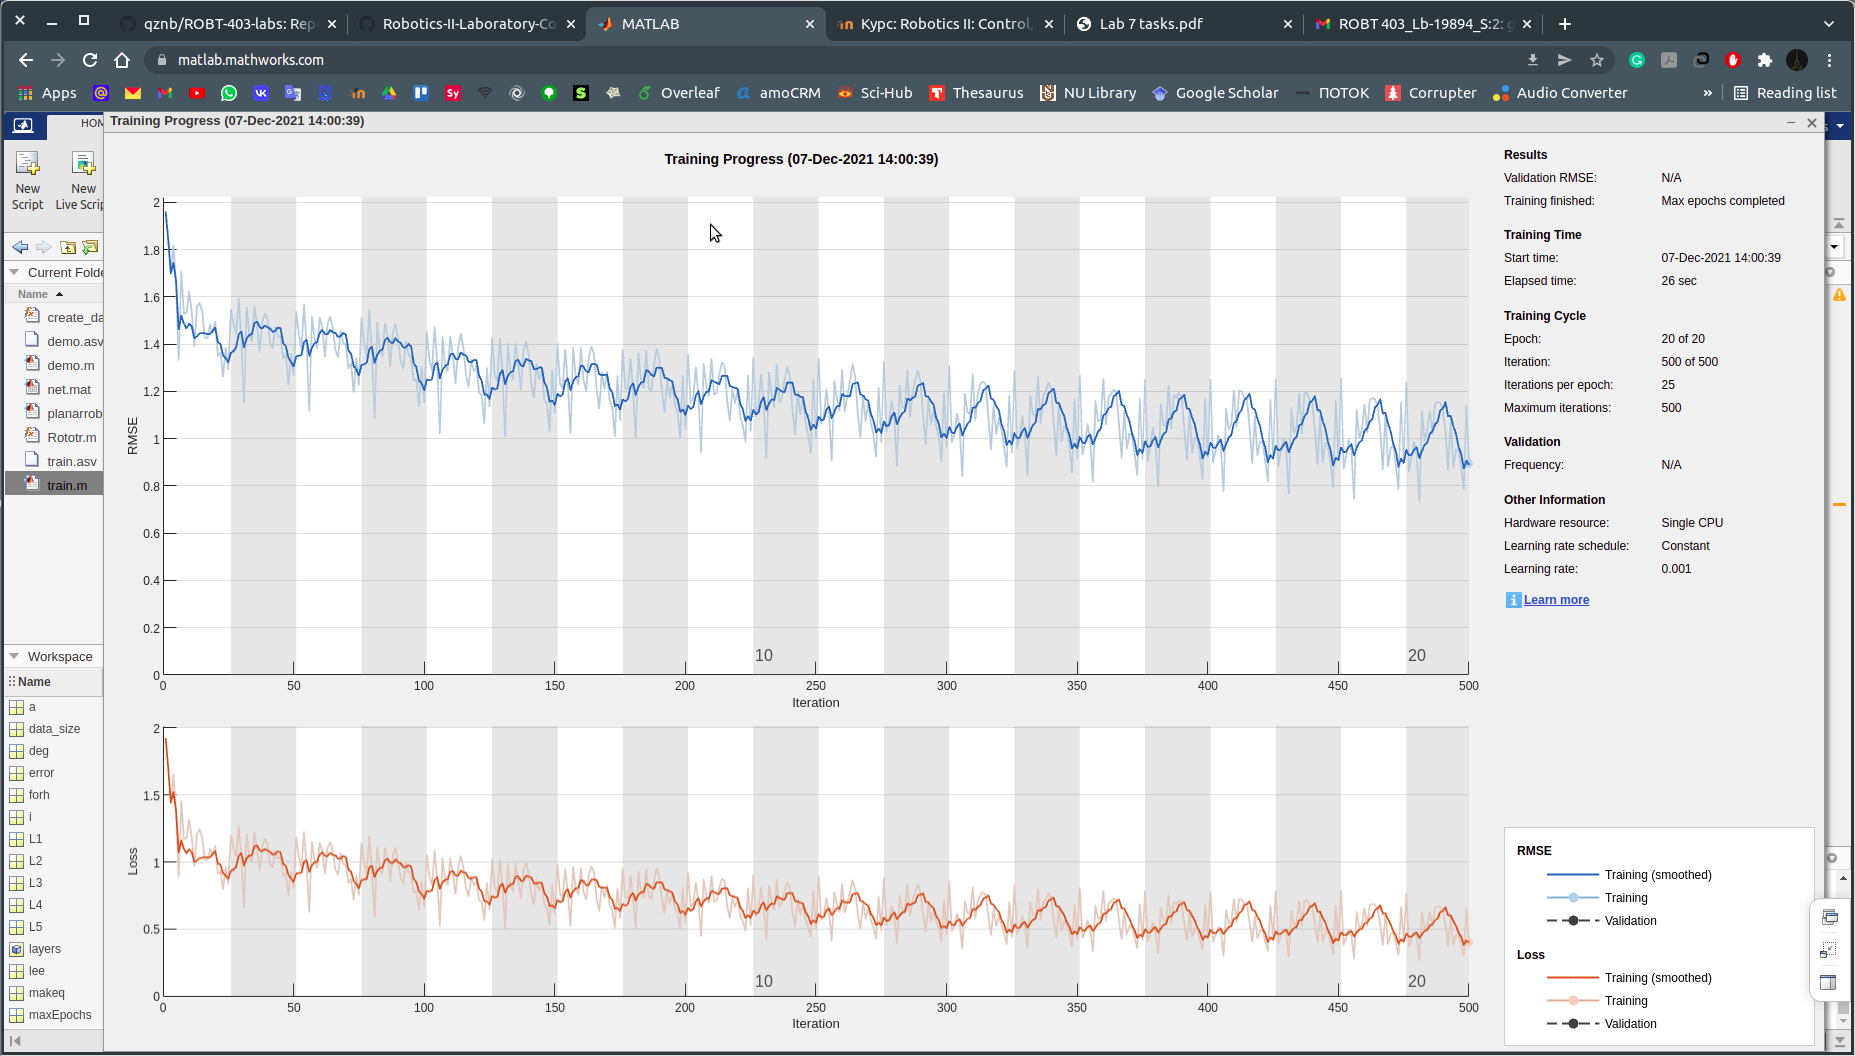 qznb/ROBT-403-labs: Rep
Robotics-II-Laboratory-Co
MATLAB
Курс: Robotics II: Control,
Lab 7 tasks.pdf
ROBT 403_Lb-19894_S:2: g
matlab.mathworks.com
Apps
Overleaf
amoCRM
Sci-Hub
Thesaurus
NU Library
Google Scholar
ПОТОК
Corrupter
Audio Converter
»
Reading list
HOM
Training Progress (07-Dec-2021 14:00:39)
New
Script
New
Live Scrip
Current Folde
Name
create_da
demo.asv
demo.m
net.mat
planarrob
Rototr.m
train.asv
train.m
Workspace
Name
a
data_size
deg
error
forh
i
L1
L2
L3
L4
L5
layers
lee
makeq
maxEpochs
Training Progress (07-Dec-2021 14:00:39)
RMSE
2
1.8
1.6
1.4
1.2
1
0.8
0.6
0.4
0.2
0
10
20
0 50 100 150 200 250 300 350 400 450 500
Iteration
Loss
2
1.5
1
0.5
0
10
20
0 50 100 150 200 250 300 350 400 450 500
Iteration
Results
Validation RMSE: N/A
Training finished: Max epochs completed
Training Time
Start time: 07-Dec-2021 14:00:39
Elapsed time: 26 sec
Training Cycle
Epoch: 20 of 20
Iteration: 500 of 500
Iterations per epoch: 25
Maximum iterations: 500
Validation
Frequency: N/A
Other Information
Hardware resource: Single CPU
Learning rate schedule: Constant
Learning rate: 0.001
Learn more
RMSE
Training (smoothed)
Training
Validation
Loss
Training (smoothed)
Training
Validation